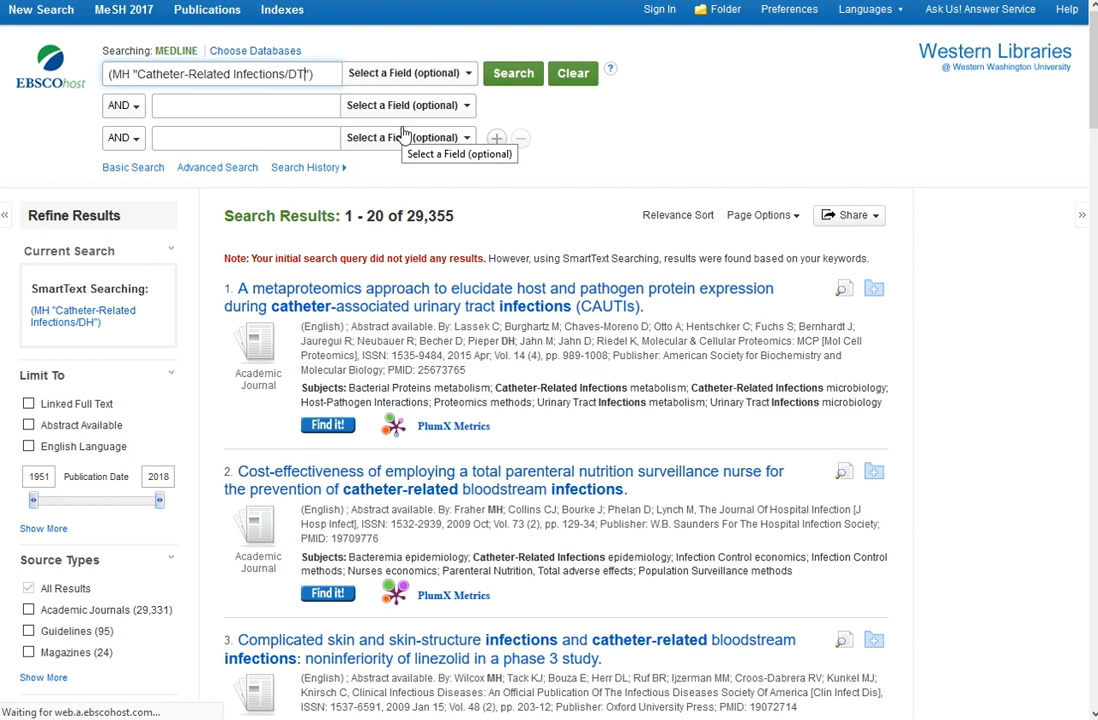 New Search MeSH 2017 Publications Indexes Sign In Folder Preferences Languages Ask Us! Answer Service Help
Searching: MEDLINE Choose Databases
(MH "Catheter-Related Infections/DT") Select a Field (optional) Search Clear ?
AND Select a Field (optional)
AND Select a Field (optional)
Select a Field (optional)
Basic Search Advanced Search Search History
EBSCOhost
Western Libraries
@ Western Washington University
Refine Results
Current Search
SmartText Searching:
(MH "Catheter-Related
Infections/DH")
Limit To
Linked Full Text
Abstract Available
English Language
1951 Publication Date 2018
Show More
Source Types
All Results
Academic Journals (29,331)
Guidelines (95)
Magazines (24)
Show More
Waiting for web.a.ebscohost.com...
Search Results: 1 - 20 of 29,355 Relevance Sort Page Options Share
Note: Your initial search query did not yield any results. However, using SmartText Searching, results were found based on your keywords.
1. A metaproteomics approach to elucidate host and pathogen protein expression
during catheter-associated urinary tract infections (CAUTIs).
(English) ; Abstract available. By: Lassek C; Burghartz M; Chaves-Moreno D; Otto A; Hentschker C; Fuchs S; Bernhardt J;
Jauregui R; Neubauer R; Becher D; Pieper DH; Jahn M; Jahn D; Riedel K, Molecular & Cellular Proteomics: MCP [Mol Cell
Proteomics], ISSN: 1535-9484, 2015 Apr; Vol. 14 (4), pp. 989-1008; Publisher: American Society for Biochemistry and
Molecular Biology; PMID: 25673765
Academic
Journal
Subjects: Bacterial Proteins metabolism; Catheter-Related Infections metabolism; Catheter-Related Infections microbiology;
Host-Pathogen Interactions; Proteomics methods; Urinary Tract Infections metabolism; Urinary Tract Infections microbiology
Find it! PlumX Metrics
2. Cost-effectiveness of employing a total parenteral nutrition surveillance nurse for
the prevention of catheter-related bloodstream infections.
(English) ; Abstract available. By: Fraher MH; Collins CJ; Bourke J; Phelan D; Lynch M, The Journal Of Hospital Infection [J
Hosp Infect], ISSN: 1532-2939, 2009 Oct; Vol. 73 (2), pp. 129-34; Publisher: W.B. Saunders For The Hospital Infection Society;
PMID: 19709776
Academic
Journal
Subjects: Bacteremia epidemiology; Catheter-Related Infections epidemiology; Infection Control economics; Infection Control
methods; Nurses economics; Parenteral Nutrition, Total adverse effects; Population Surveillance methods
Find it! PlumX Metrics
3. Complicated skin and skin-structure infections and catheter-related bloodstream
infections: noninferiority of linezolid in a phase 3 study.
(English) ; Abstract available. By: Wilcox MH; Tack KJ; Bouza E; Herr DL; Ruf BR; Ijzerman MM; Croos-Dabrera RV; Kunkel MJ;
Knirsch C, Clinical Infectious Diseases: An Official Publication Of The Infectious Diseases Society Of America [Clin Infect Dis],
ISSN: 1537-6591, 2009 Jan 15; Vol. 48 (2), pp. 203-12; Publisher: Oxford University Press; PMID: 19072714